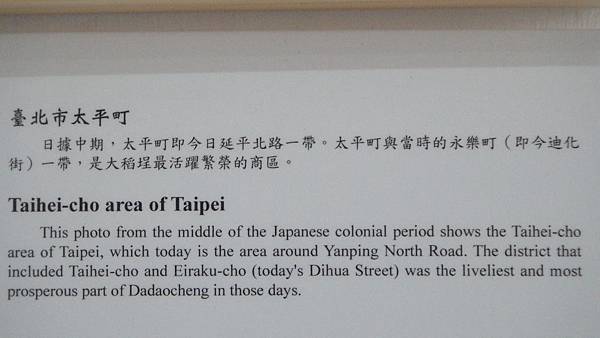 臺北市太平町
日據中期，太平町即今日延平北路一帶。太平町與當時的永樂町（即今迪化
街）一帶，是大稻埕最活躍繁榮的商區。
Taihei-cho area of Taipei
This photo from the middle of the Japanese colonial period shows the Taihei-cho
area of Taipei, which today is the area around Yanping North Road. The district that
included Taihei-cho and Eiraku-cho (today's Dihua Street) was the liveliest and most
prosperous part of Dadaocheng in those days.